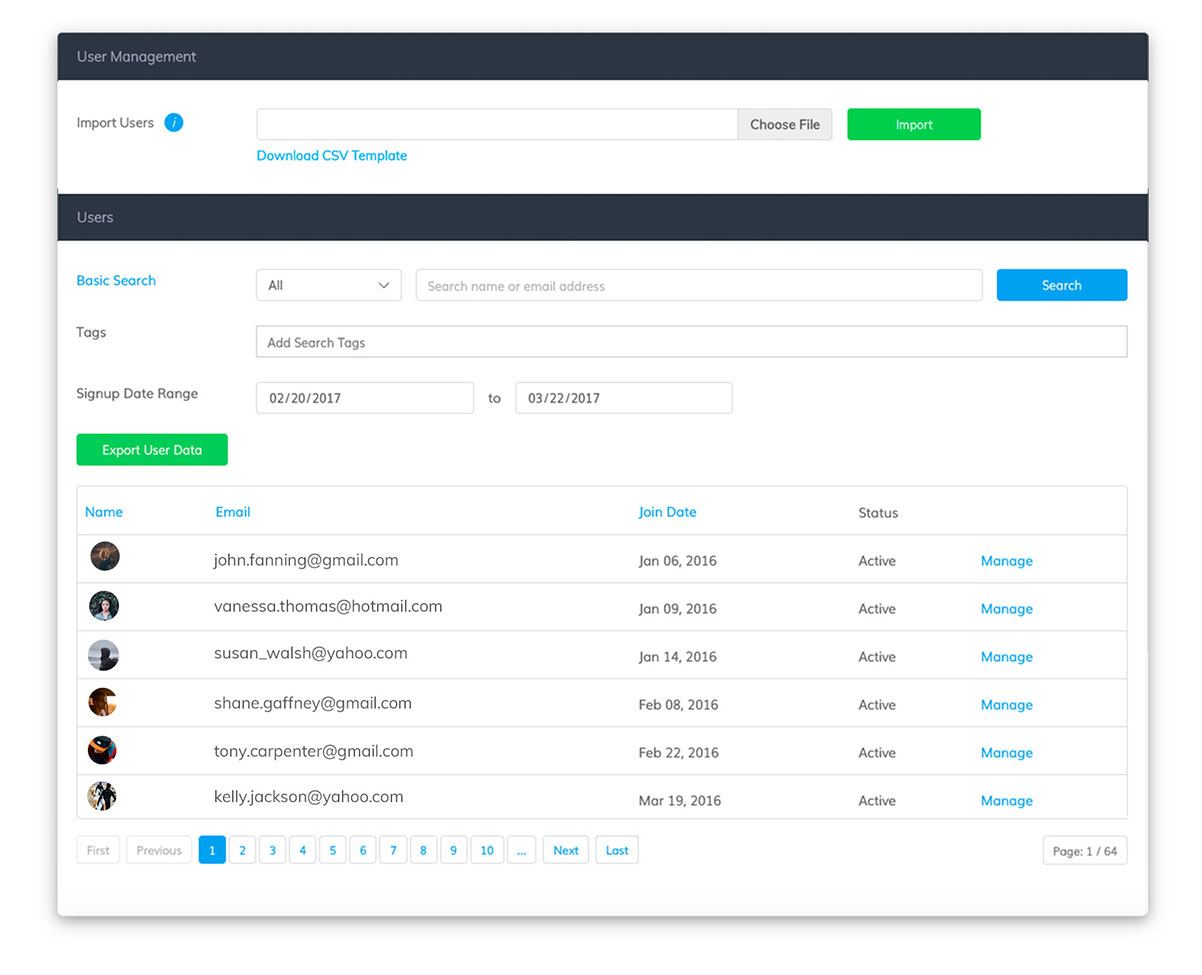 User Management
Import Users i Choose File Import
Download CSV Template
Users
Basic Search All Search name or email address Search
Tags Add Search Tags
Signup Date Range 02/20/2017 to 03/22/2017
Export User Data
Name Email Join Date Status
john.fanning@gmail.com Jan 06, 2016 Active Manage
vanessa.thomas@hotmail.com Jan 09, 2016 Active Manage
susan_walsh@yahoo.com Jan 14, 2016 Active Manage
shane.gaffney@gmail.com Feb 08, 2016 Active Manage
tony.carpenter@gmail.com Feb 22, 2016 Active Manage
kelly.jackson@yahoo.com Mar 19, 2016 Active Manage
First Previous 1 2 3 4 5 6 7 8 9 10 ... Next Last Page: 1 / 64